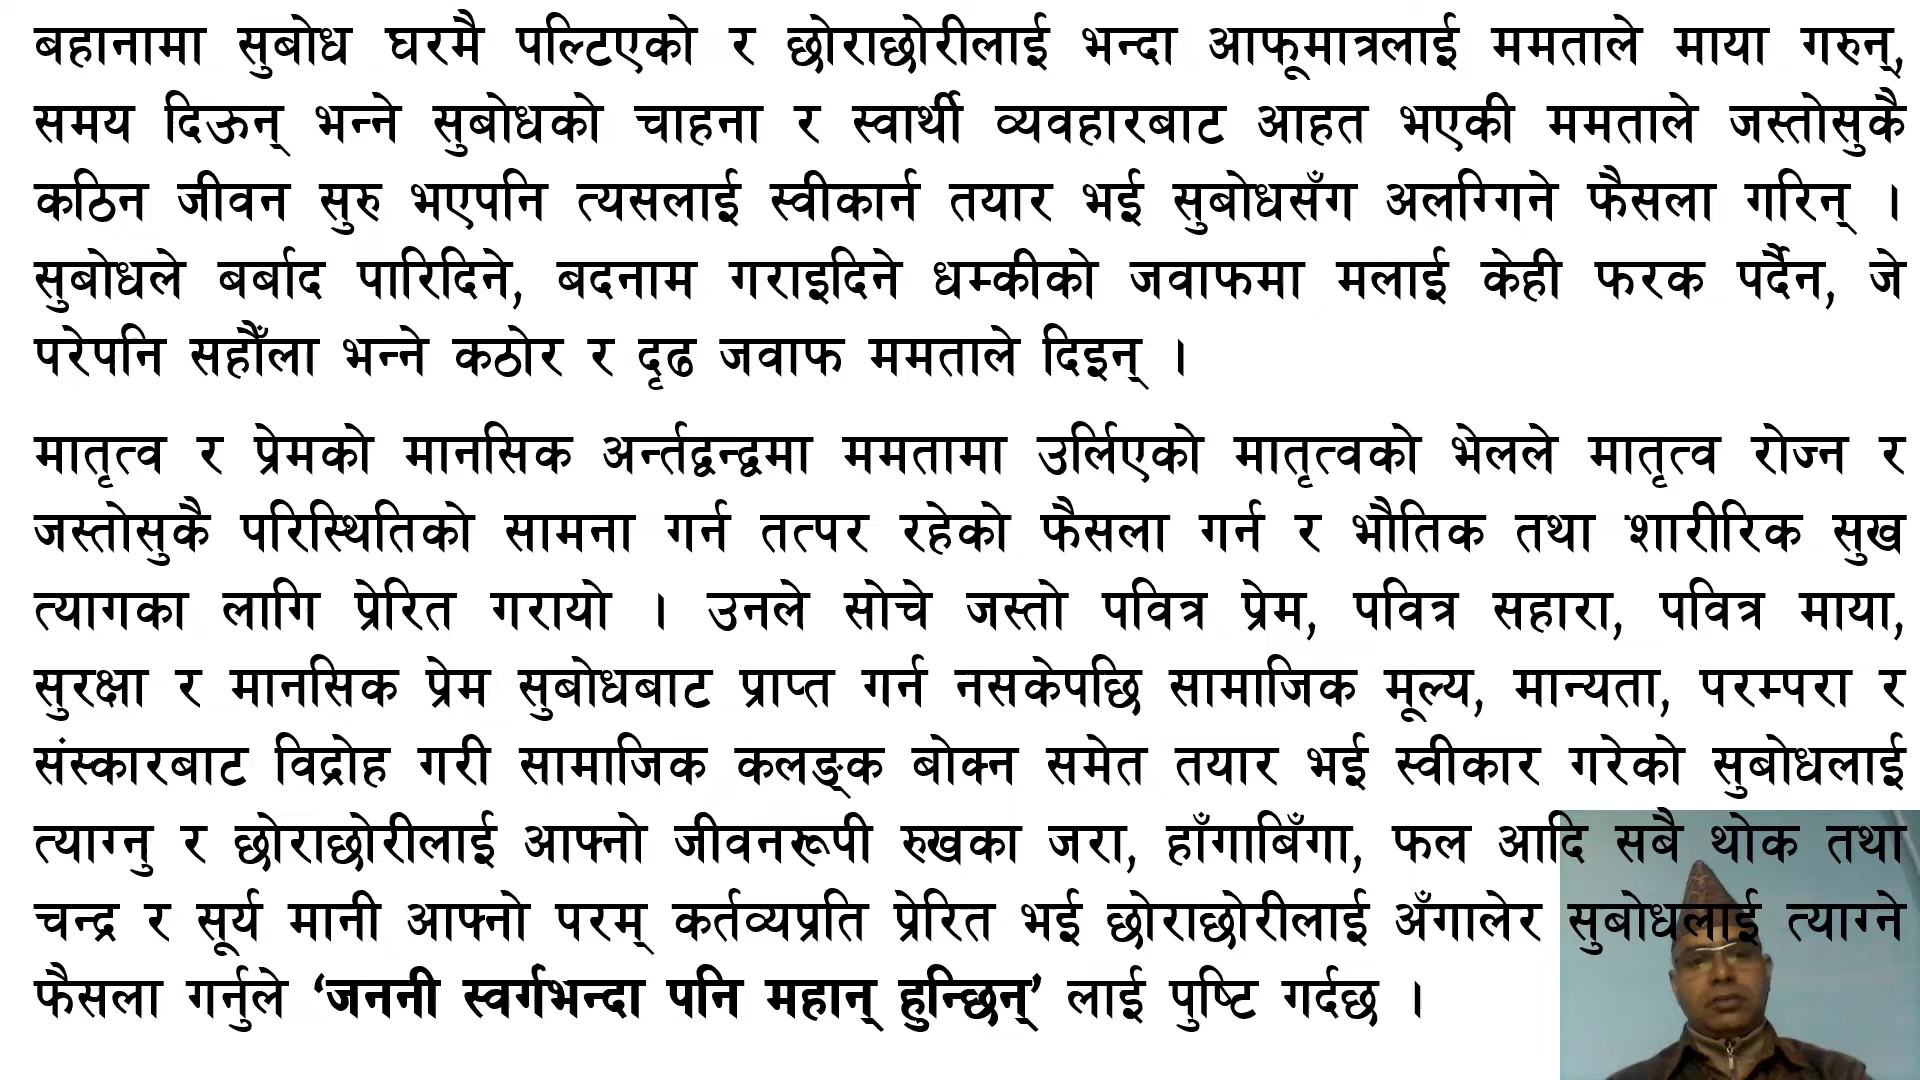 बहानामा सुबोध घरमै पल्टिएको र छोराछोरीलाई भन्दा आफूमात्रलाई ममताले माया गरुन्,
समय दिऊन् भन्ने सुबोधको चाहना र स्वार्थी व्यवहारबाट आहत भएकी ममताले जस्तोसुकै
कठिन जीवन सुरु भएपनि त्यसलाई स्वीकार्न तयार भई सुबोधसँग अलग्गिने फैसला गरिन् ।
सुबोधले बर्बाद पारिदिने, बदनाम गराइदिने धम्कीको जवाफमा मलाई केही फरक पर्दैन, जे
परेपनि सहौँला भन्ने कठोर र दृढ जवाफ ममताले दिइन् ।
मातृत्व र प्रेमको मानसिक अर्न्तद्वन्द्वमा ममतामा उर्लिएको मातृत्वको भेलले मातृत्व रोज्न र
जस्तोसुकै परिस्थितिको सामना गर्न तत्पर रहेको फैसला गर्न र भौतिक तथा शारीरिक सुख
त्यागका लागि प्रेरित गरायो । उनले सोचे जस्तो पवित्र प्रेम, पवित्र सहारा, पवित्र माया,
सुरक्षा र मानसिक प्रेम सुबोधबाट प्राप्त गर्न नसकेपछि सामाजिक मूल्य, मान्यता, परम्परा र
संस्कारबाट विद्रोह गरी सामाजिक कलङ्क बोक्न समेत तयार भई स्वीकार गरेको सुबोधलाई
त्याग्नु र छोराछोरीलाई आफ्नो जीवनरूपी रुखका जरा, हाँगाबिँगा, फल आदि सबै थोक तथा
चन्द्र र सूर्य मानी आफ्नो परम् कर्तव्यप्रति प्रेरित भई छोराछोरीलाई अँगालेर सुबोधलाई त्याग्ने
फैसला गर्नुले ‘जननी स्वर्गभन्दा पनि महान् हुन्छिन्’ लाई पुष्टि गर्दछ ।